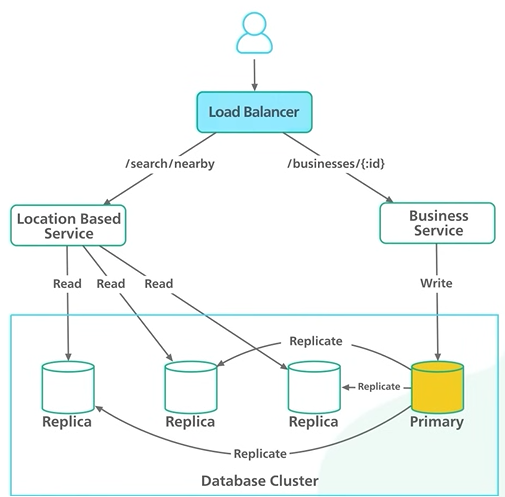 Load Balancer
/search/nearby
/businesses/{:id}
Location Based
Service
Business
Service
Read
Read
Read
Write
Replicate
Replicate
Replica
Replica
Replica
Primary
Replicate
Database Cluster